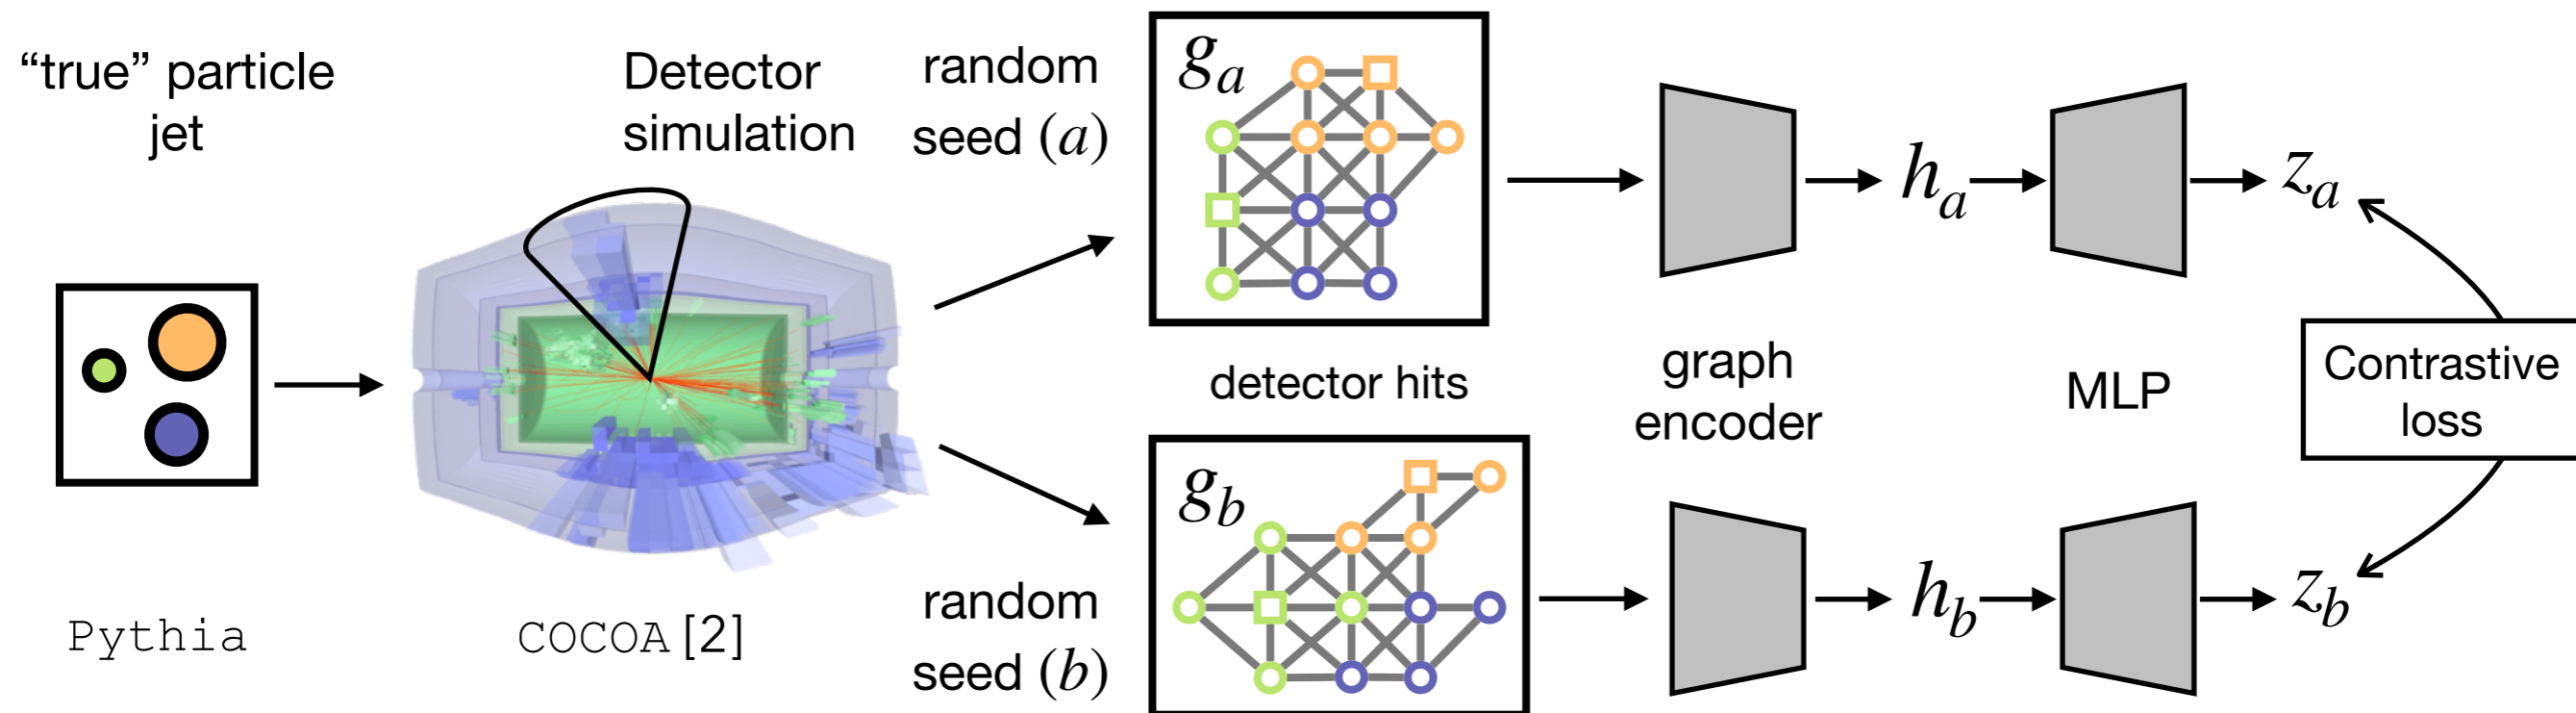 “true” particle
jet
Pythia
Detector
simulation
COCOA [2]
random
seed (a)
random
seed (b)
g_a
detector hits
g_b
graph
encoder
h_a
h_b
MLP
z_a
z_b
Contrastive
loss